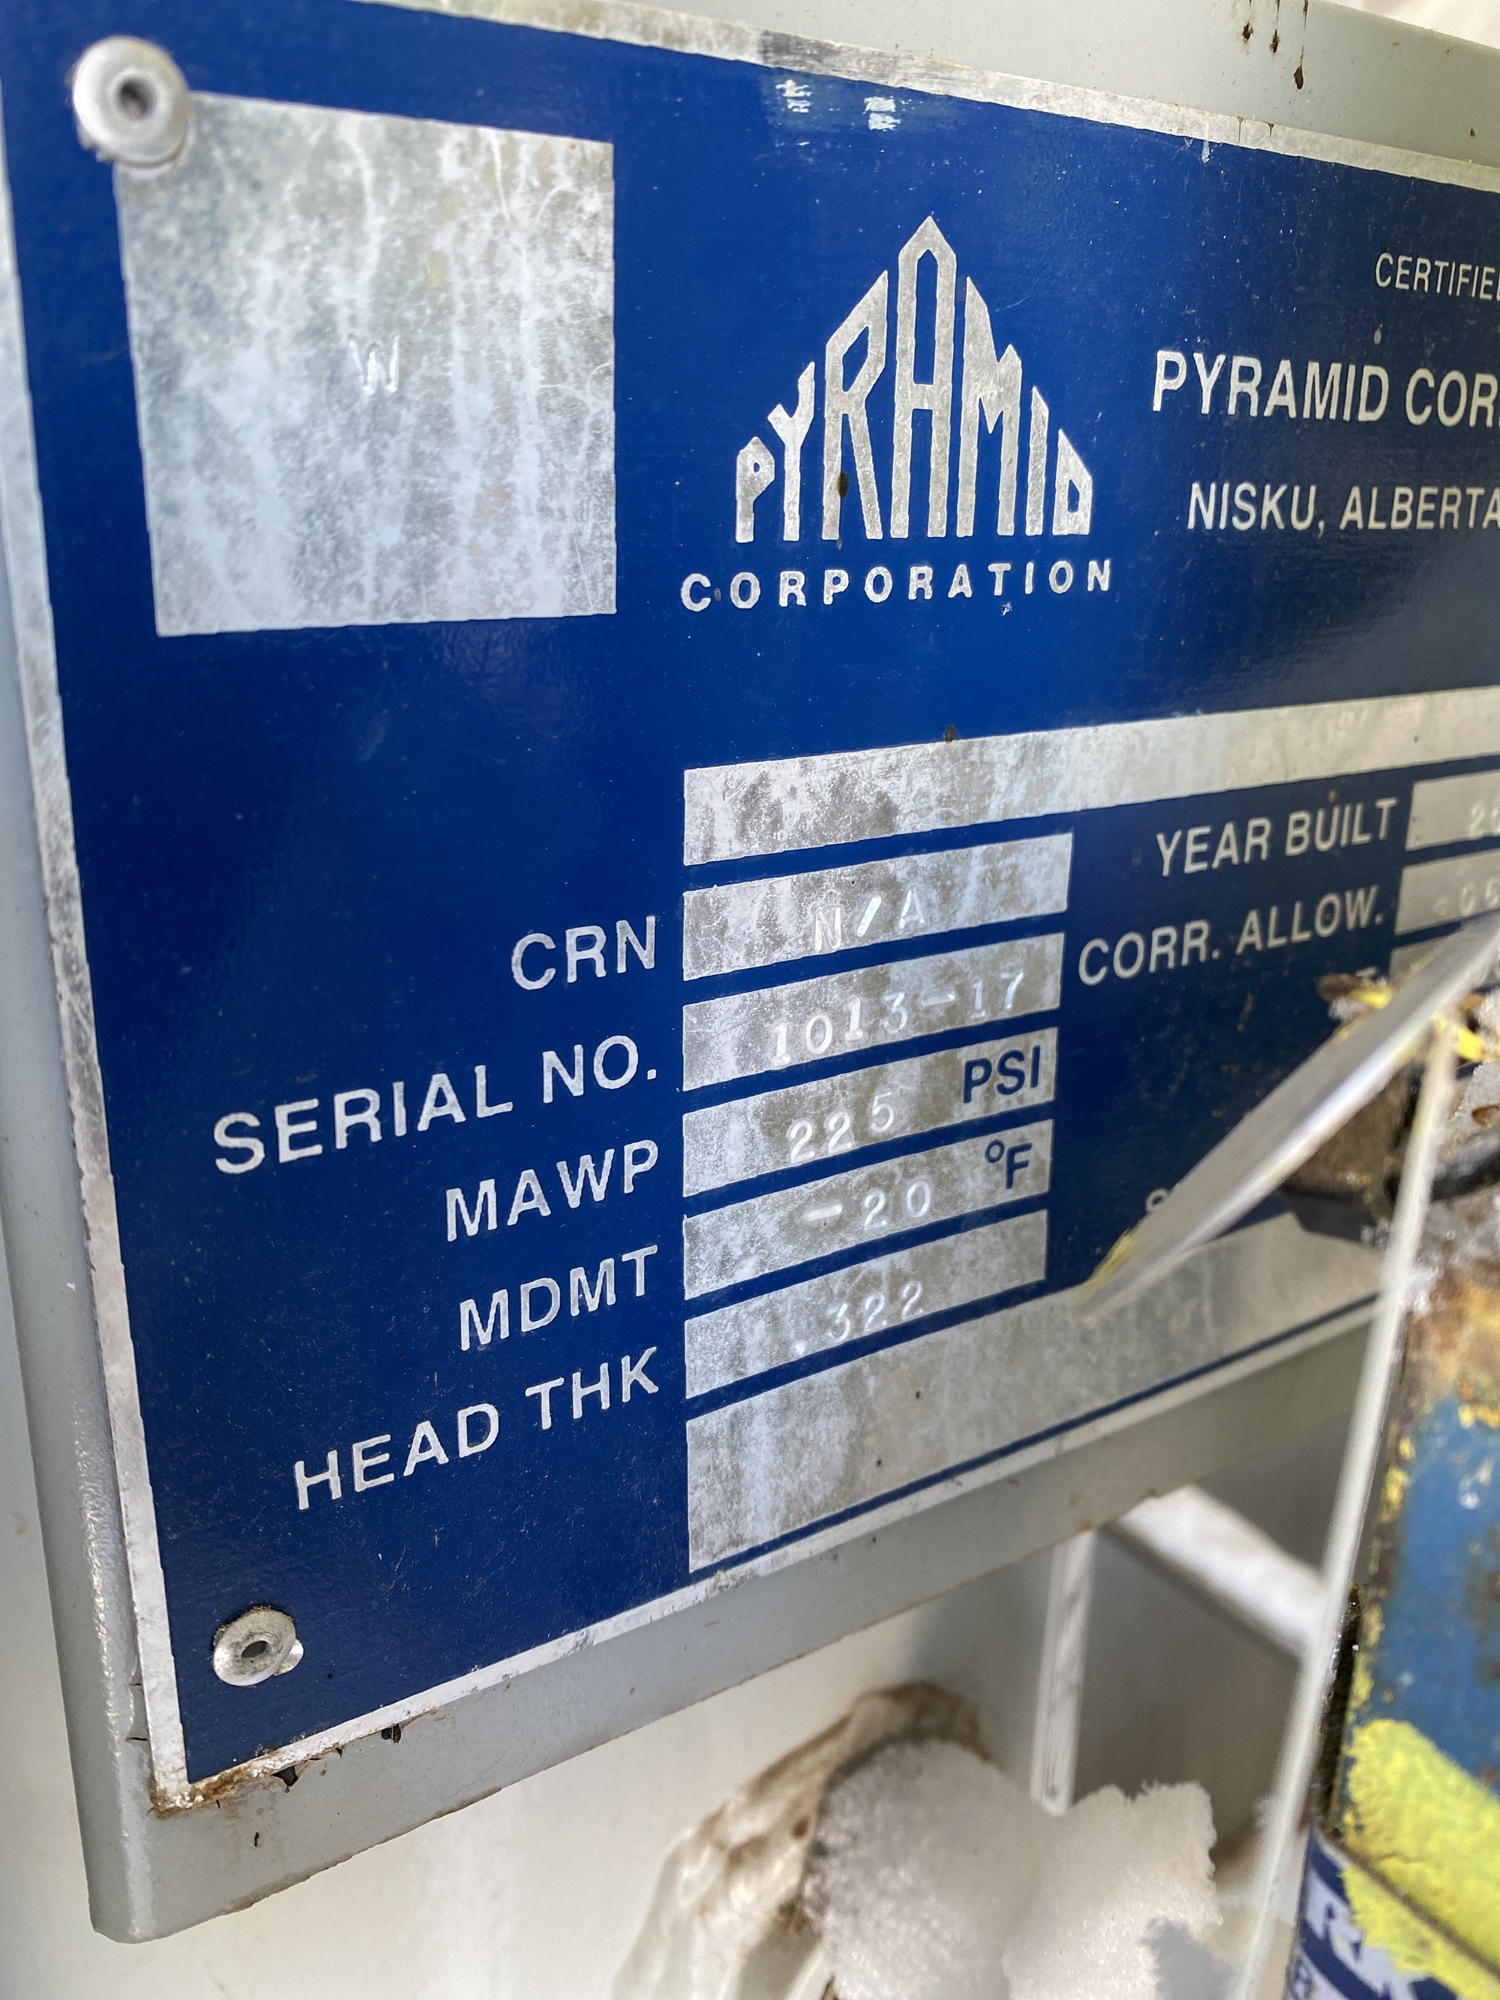 W
PYRAMID
CORPORATION
CERTIFIED
PYRAMID COR
NISKU, ALBERTA
YEAR BUILT
CRN N/A CORR. ALLOW.
SERIAL NO. 1013-17
MAWP 225 PSI
MDMT -20 °F
HEAD THK .322